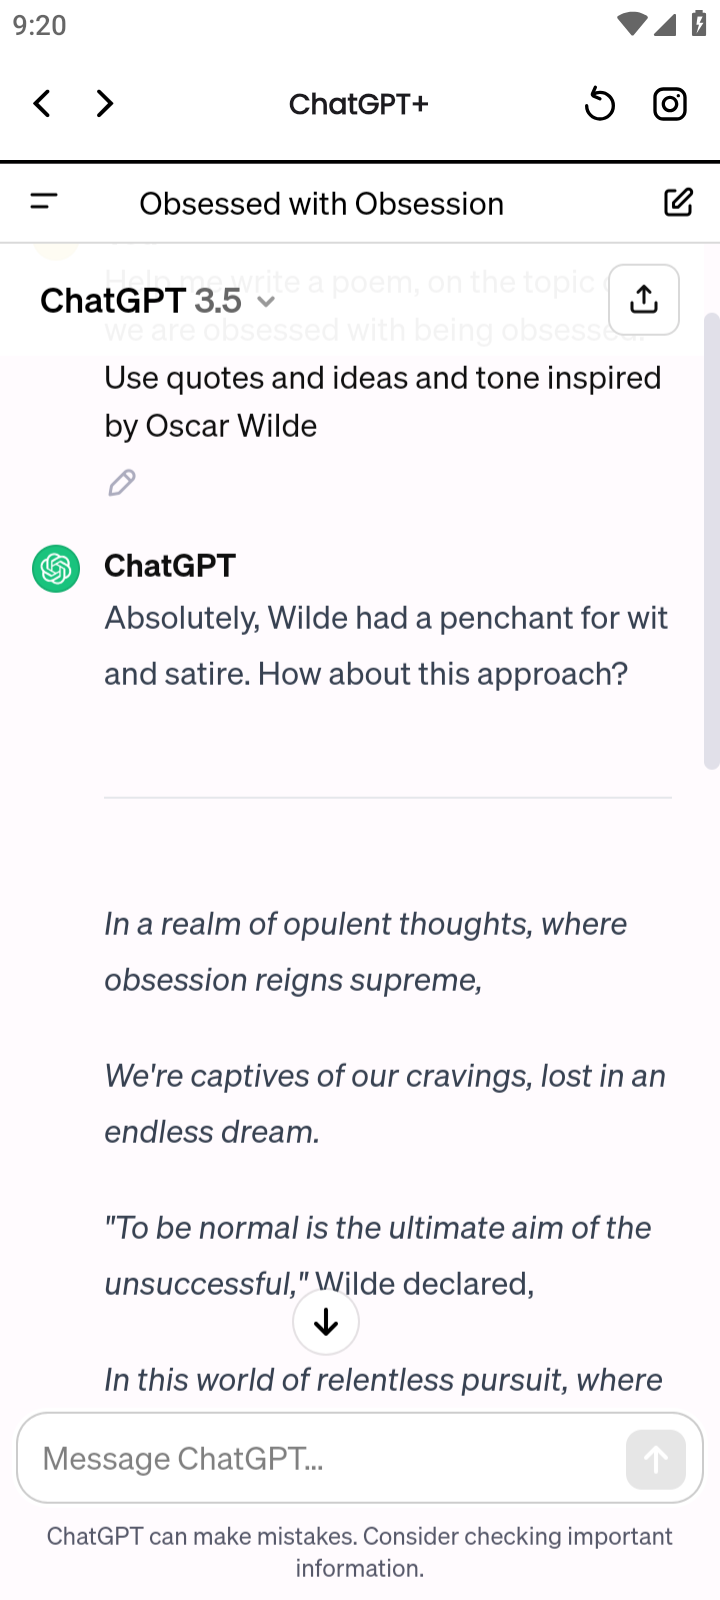 9:20
ChatGPT+
Obsessed with Obsession
Help me write a poem, on the topic
ChatGPT 3.5
we are obsessed with being obsessed.
Use quotes and ideas and tone inspired
by Oscar Wilde
ChatGPT
Absolutely, Wilde had a penchant for wit
and satire. How about this approach?
In a realm of opulent thoughts, where
obsession reigns supreme,
We're captives of our cravings, lost in an
endless dream.
"To be normal is the ultimate aim of the
unsuccessful," Wilde declared,
In this world of relentless pursuit, where
Message ChatGPT...
ChatGPT can make mistakes. Consider checking important
information.